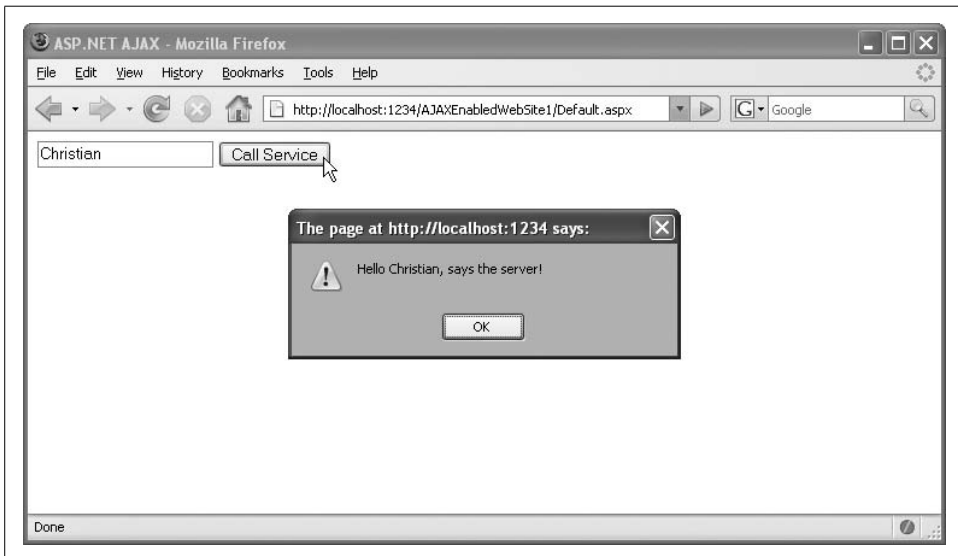 ASP.NET AJAX - Mozilla Firefox
File Edit View History Bookmarks Tools Help
http://localhost:1234/AJAXEnabledWebSite1/Default.aspx G Google
Christian Call Service
The page at http://localhost:1234 says:
Hello Christian, says the server!
OK
Done